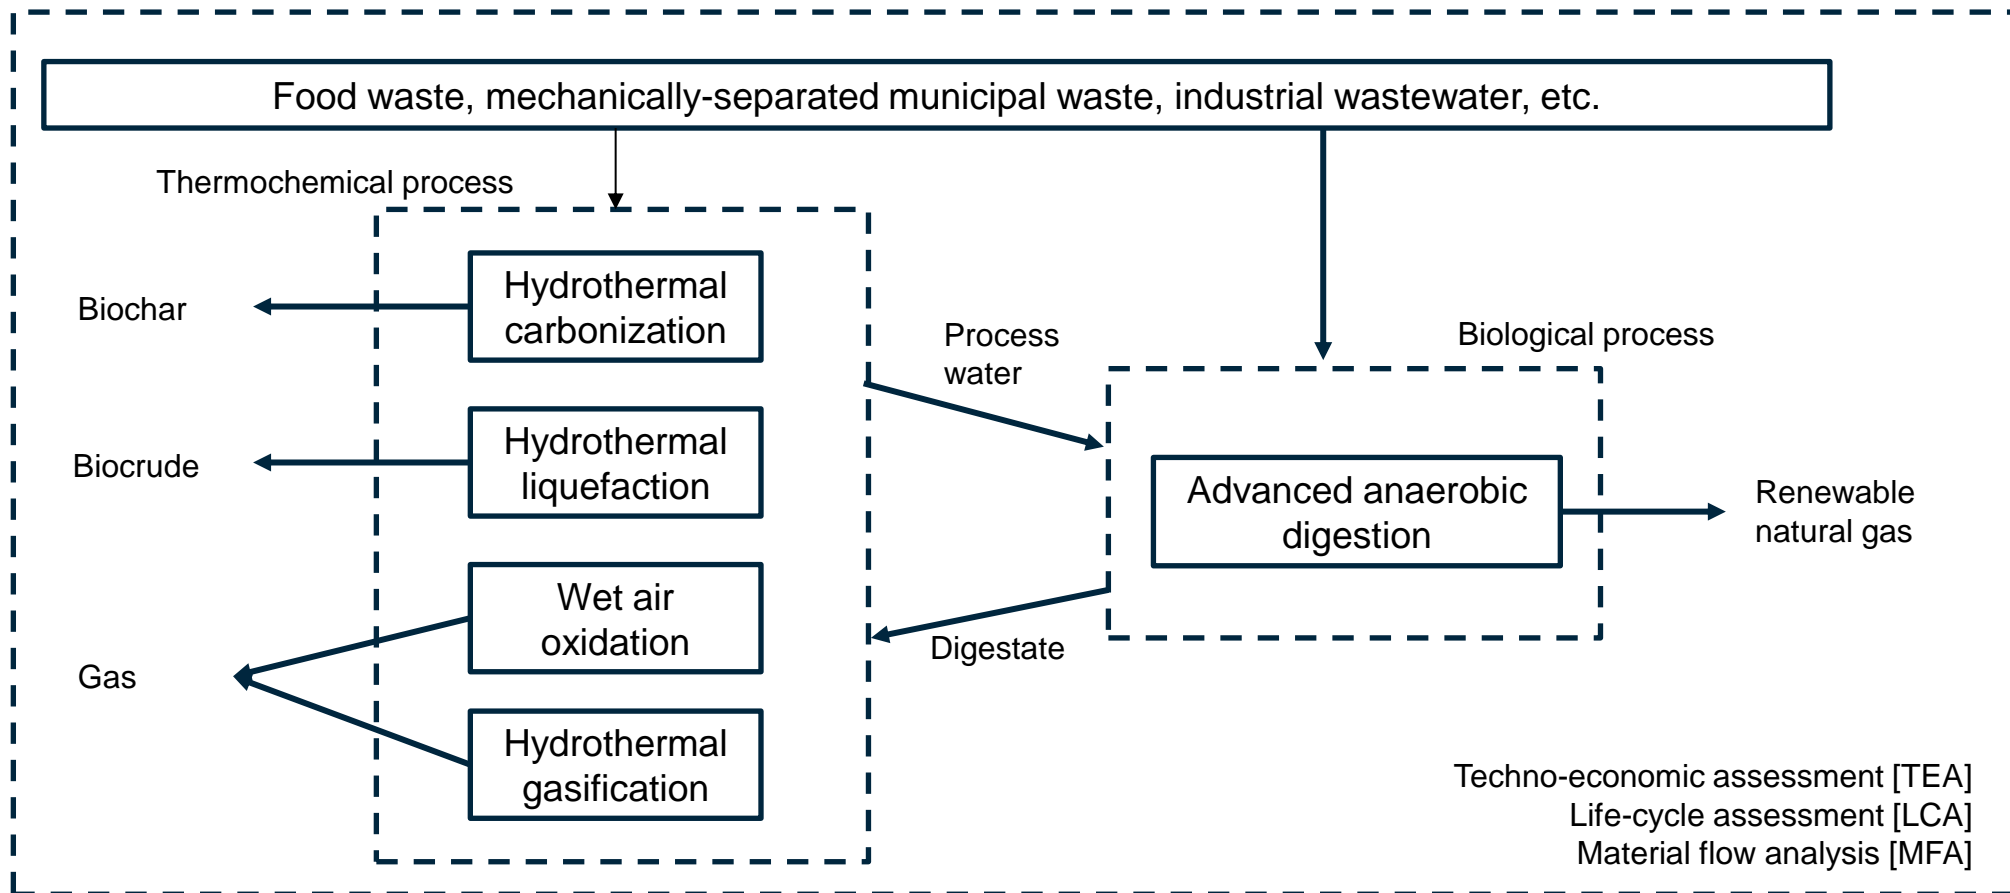 Food waste, mechanically-separated municipal waste, industrial wastewater, etc.
Thermochemical process
Hydrothermal
carbonization
Biochar
Process
water
Biological process
Hydrothermal
liquefaction
Biocrude
Advanced anaerobic
digestion
Renewable
natural gas
Wet air
oxidation
Digestate
Gas
Hydrothermal
gasification
Techno-economic assessment [TEA]
Life-cycle assessment [LCA]
Material flow analysis [MFA]